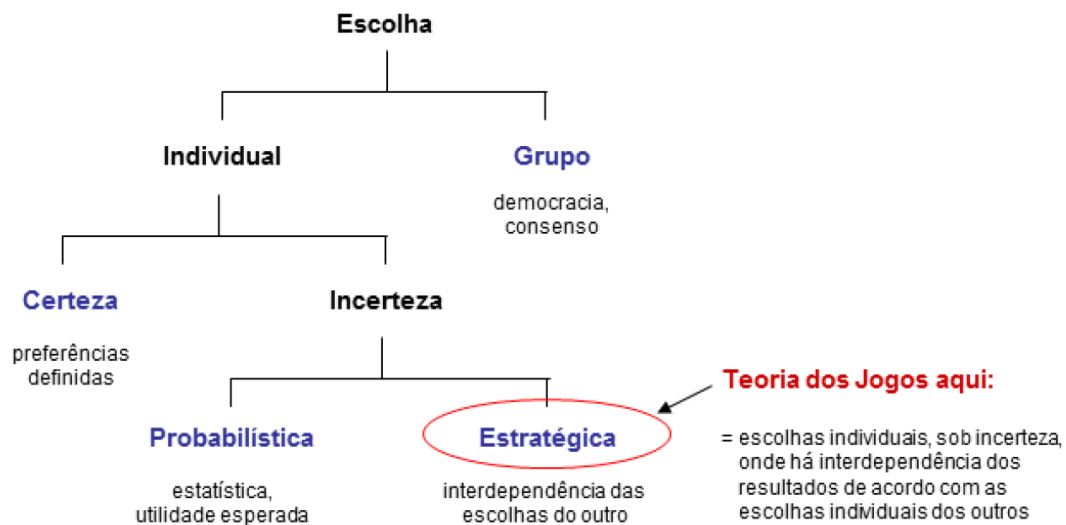 Escolha
Individual
Grupo
democracia,
consenso
Certeza
Incerteza
preferências
definidas
Teoria dos Jogos aqui:
Probabilística
Estratégica
= escolhas individuais, sob incerteza,
onde há interdependência dos
resultados de acordo com as
escolhas individuais dos outros
estatística,
utilidade esperada
interdependência das
escolhas do outro